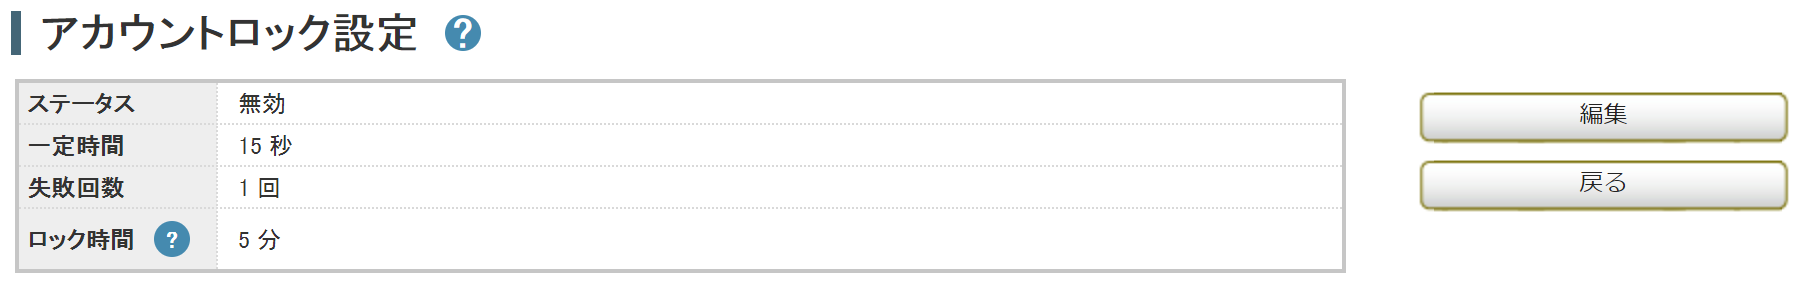 アカウントロック設定 ?
ステータス 無効
一定時間 15 秒
失敗回数 1 回
ロック時間 ? 5 分
編集
戻る